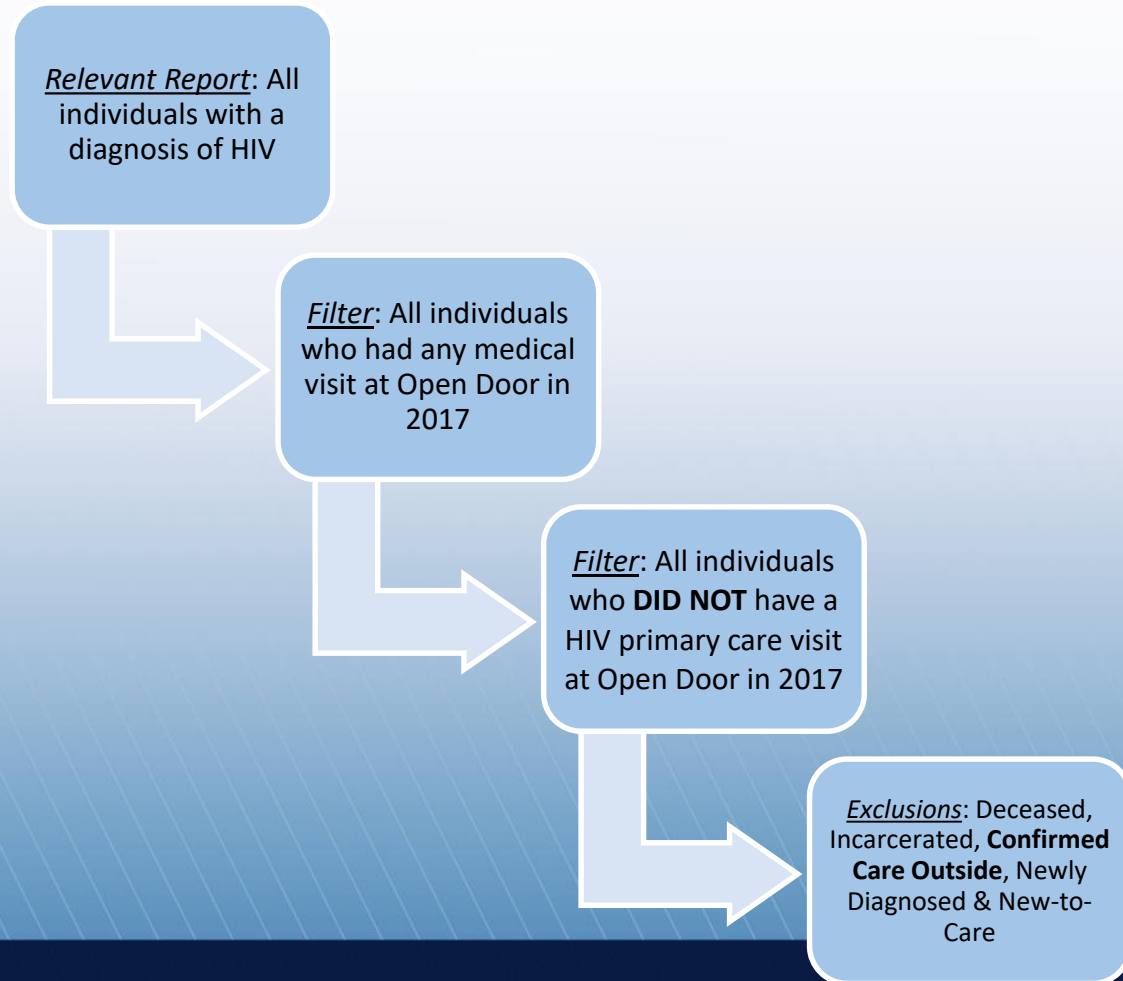 Relevant Report: All
individuals with a
diagnosis of HIV
Filter: All individuals
who had any medical
visit at Open Door in
2017
Filter: All individuals
who DID NOT have a
HIV primary care visit
at Open Door in 2017
Exclusions: Deceased,
Incarcerated, Confirmed
Care Outside, Newly
Diagnosed & New-to-
Care